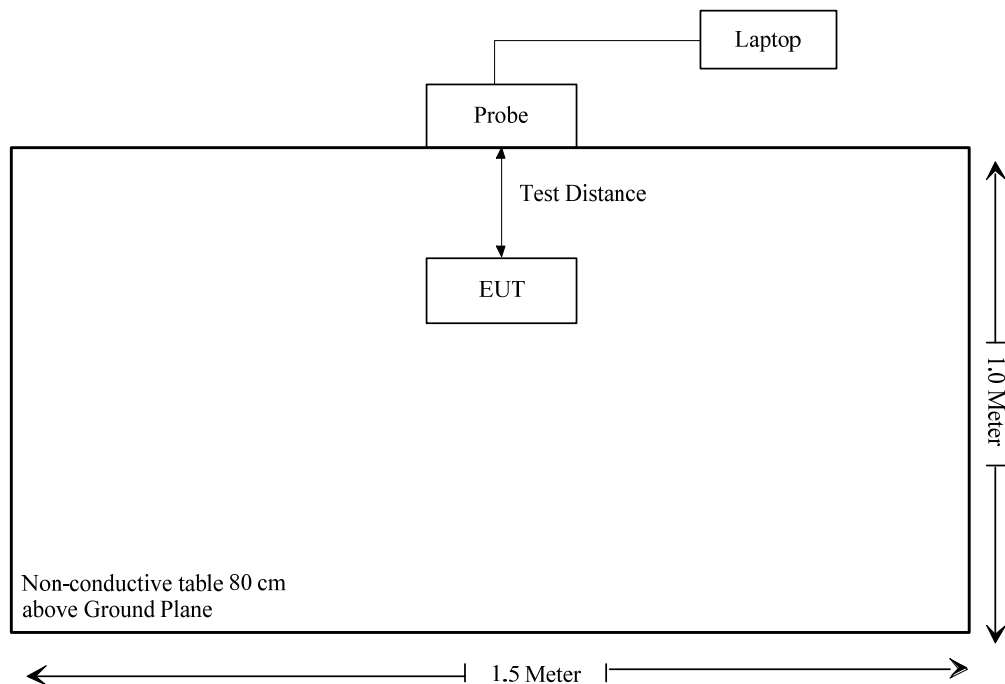 Laptop
Probe
Test Distance
EUT
1.0 Meter
Non-conductive table 80 cm
above Ground Plane
1.5 Meter